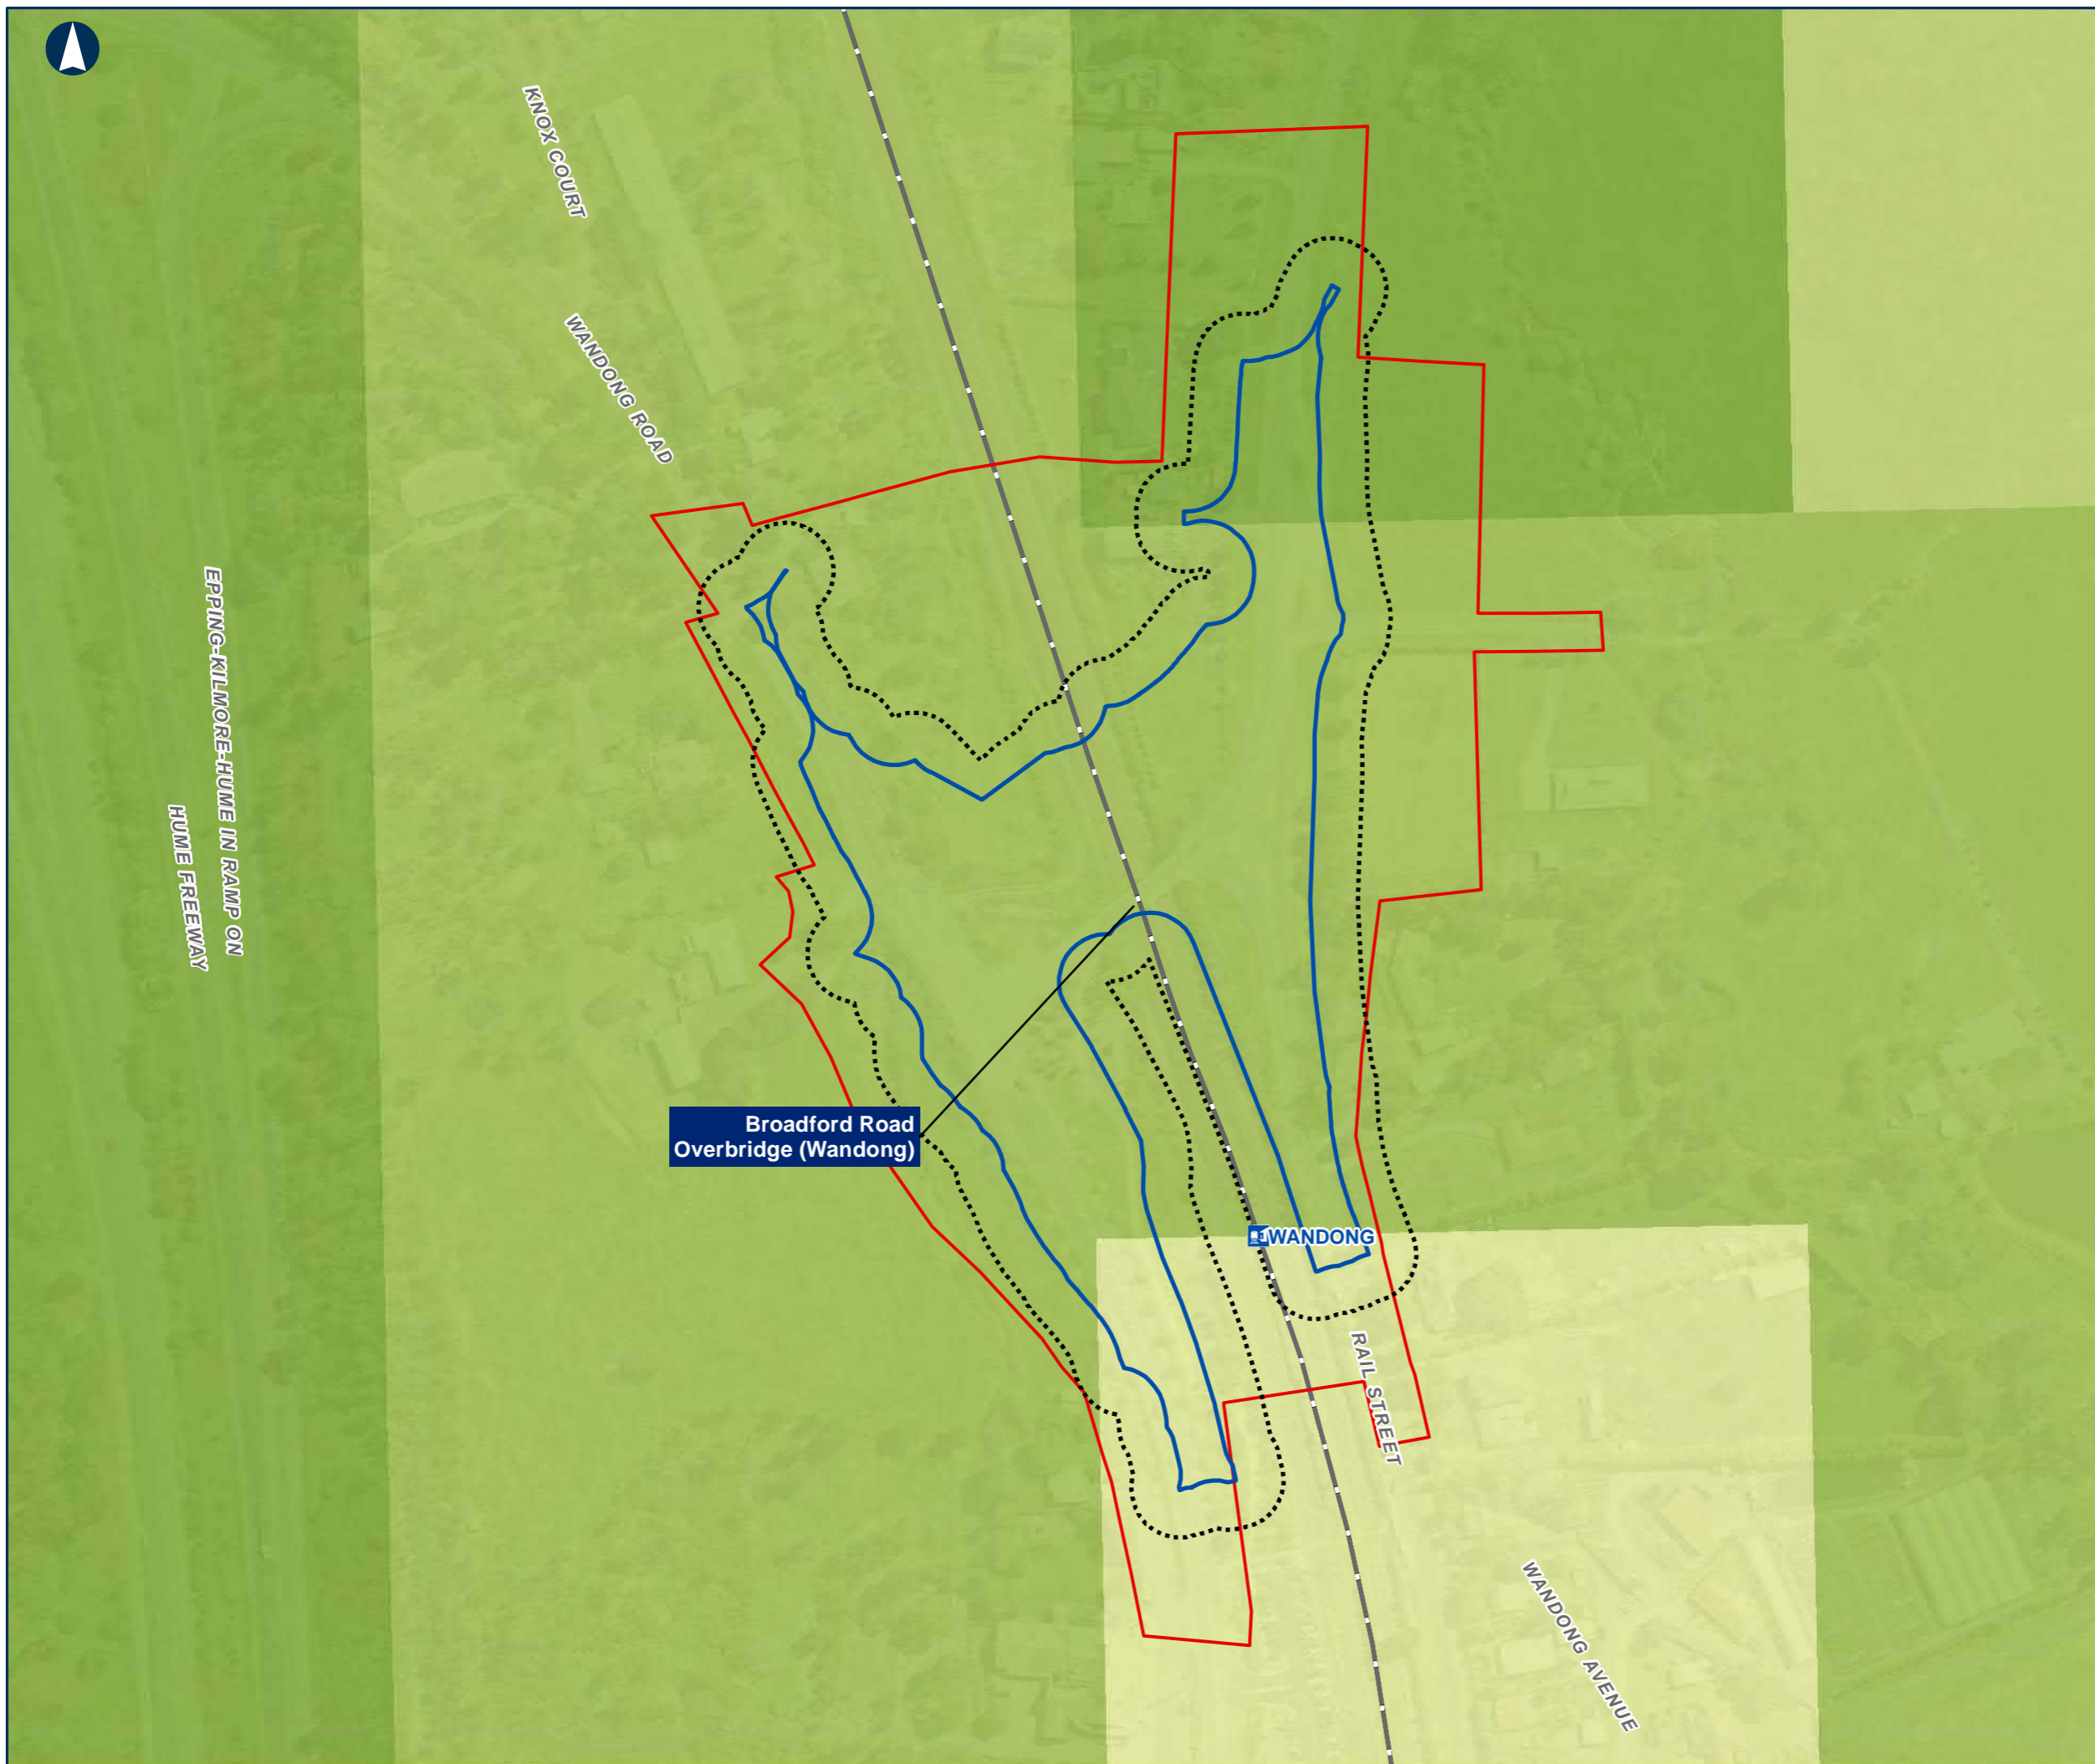 KNOX COURT
WANDONG ROAD
EPPING-KILMORE-HUME IN RAMP ON
HUME FREEWAY
Broadford Road
Overbridge (Wandong)
WANDONG
RAIL STREET
WANDONG AVENUE